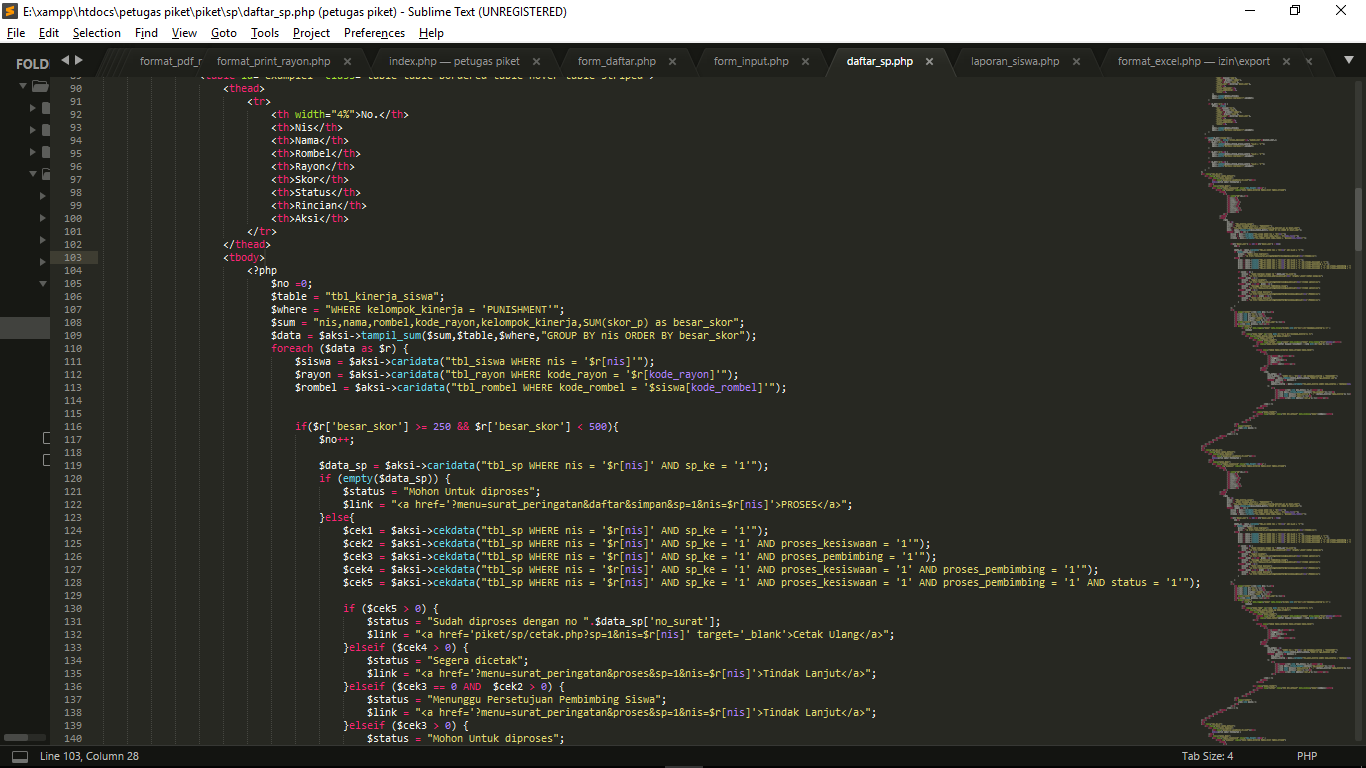 E:\xampp\htdocs\petugas piket\piket\sp\daftar_sp.php (petugas piket) - Sublime Text (UNREGISTERED)
File Edit Selection Find View Goto Tools Project Preferences Help
FOLD
format_pdf_r format_print_rayon.php index.php — petugas piket form_daftar.php form_input.php daftar_sp.php laporan_siswa.php format_excel.php — izin\export
90 <thead>
91 <tr>
92 <th width="4%">No.</th>
93 <th>Nis</th>
94 <th>Nama</th>
95 <th>Rombel</th>
96 <th>Rayon</th>
97 <th>Skor</th>
98 <th>Status</th>
99 <th>Rincian</th>
100 <th>Aksi</th>
101 </tr>
102 </thead>
103 <tbody>
104 <?php
105 $no =0;
106 $table = "tbl_kinerja_siswa";
107 $where = "WHERE kelompok_kinerja = 'PUNISHMENT'";
108 $sum = "nis,nama,rombel,kode_rayon,kelompok_kinerja,SUM(skor_p) as besar_skor";
109 $data = $aksi->tampil_sum($sum,$table,$where,"GROUP BY nis ORDER BY besar_skor");
110 foreach ($data as $r) {
111 $siswa = $aksi->caridata("tbl_siswa WHERE nis = '$r[nis]'");
112 $rayon = $aksi->caridata("tbl_rayon WHERE kode_rayon = '$r[kode_rayon]'");
113 $rombel = $aksi->caridata("tbl_rombel WHERE kode_rombel = '$siswa[kode_rombel]'");
114
115
116 if($r['besar_skor'] >= 250 && $r['besar_skor'] < 500){
117 $no++;
118
119 $data_sp = $aksi->caridata("tbl_sp WHERE nis = '$r[nis]' AND sp_ke = '1'");
120 if (empty($data_sp)) {
121 $status = "Mohon Untuk diproses";
122 $link = "<a href='?menu=surat_peringatan&daftar&simpan&sp=1&nis=$r[nis]'>PROSES</a>";
123 }else{
124 $cek1 = $aksi->cekdata("tbl_sp WHERE nis = '$r[nis]' AND sp_ke = '1'");
125 $cek2 = $aksi->cekdata("tbl_sp WHERE nis = '$r[nis]' AND sp_ke = '1' AND proses_kesiswaan = '1'");
126 $cek3 = $aksi->cekdata("tbl_sp WHERE nis = '$r[nis]' AND sp_ke = '1' AND proses_pembimbing = '1'");
127 $cek4 = $aksi->cekdata("tbl_sp WHERE nis = '$r[nis]' AND sp_ke = '1' AND proses_kesiswaan = '1' AND proses_pembimbing = '1'");
128 $cek5 = $aksi->cekdata("tbl_sp WHERE nis = '$r[nis]' AND sp_ke = '1' AND proses_kesiswaan = '1' AND proses_pembimbing = '1' AND status = '1'");
129
130 if ($cek5 > 0) {
131 $status = "Sudah diproses dengan no ".$data_sp['no_surat'];
132 $link = "<a href='piket/sp/cetak.php?sp=1&nis=$r[nis]' target='_blank'>Cetak Ulang</a>";
133 }elseif ($cek4 > 0) {
134 $status = "Segera dicetak";
135 $link = "<a href='?menu=surat_peringatan&proses&sp=1&nis=$r[nis]'>Tindak Lanjut</a>";
136 }elseif ($cek3 == 0 AND  $cek2 > 0) {
137 $status = "Menunggu Persetujuan Pembimbing Siswa";
138 $link = "<a href='?menu=surat_peringatan&proses&sp=1&nis=$r[nis]'>Tindak Lanjut</a>";
139 }elseif ($cek3 > 0) {
140 $status = "Mohon Untuk diproses";
Line 103, Column 28 Tab Size: 4 PHP